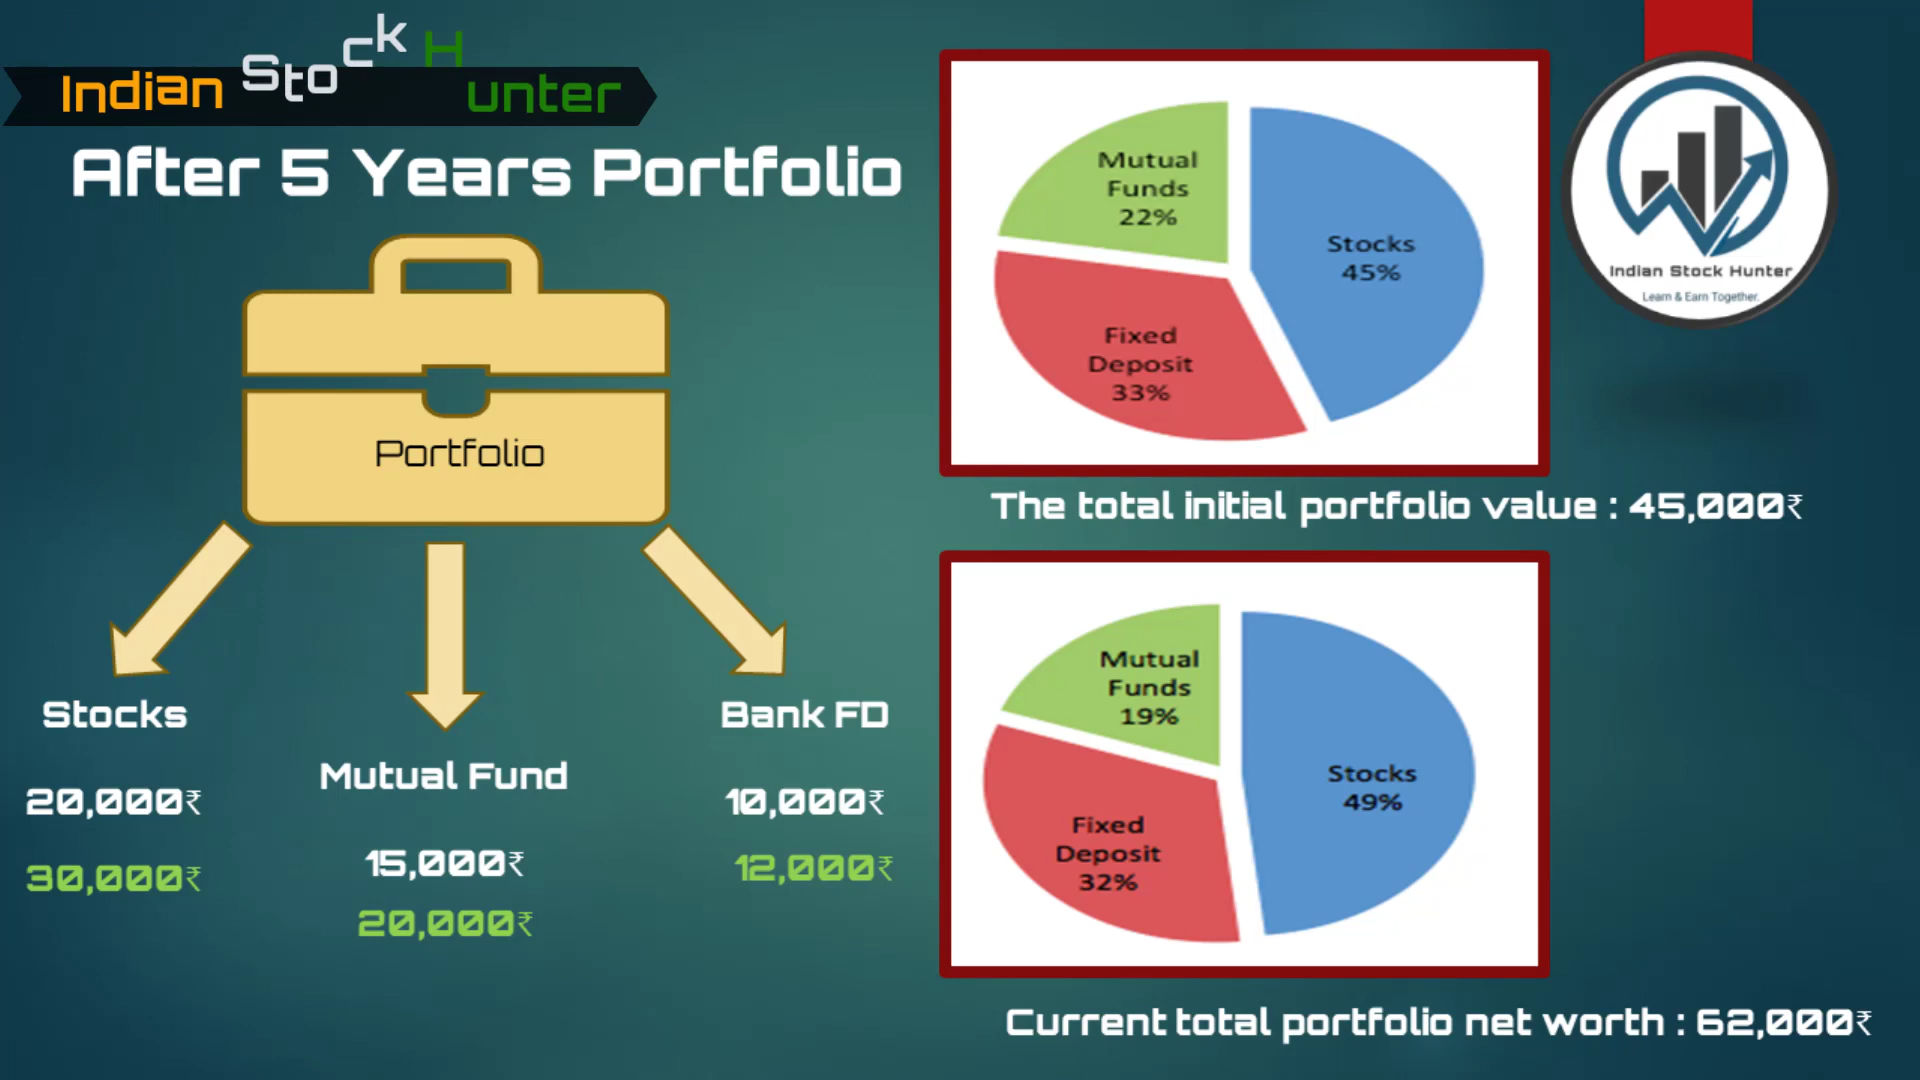 Indian Stock Hunter
After 5 Years Portfolio
Portfolio
Stocks
20,000₹
30,000₹
Mutual Fund
15,000₹
20,000₹
Bank FD
10,000₹
12,000₹
Mutual
Funds
22%
Stocks
45%
Fixed
Deposit
33%
The total initial portfolio value : 45,000₹
Mutual
Funds
19%
Stocks
49%
Fixed
Deposit
32%
Current total portfolio net worth : 62,000₹
Indian Stock Hunter
Learn & Earn Together.